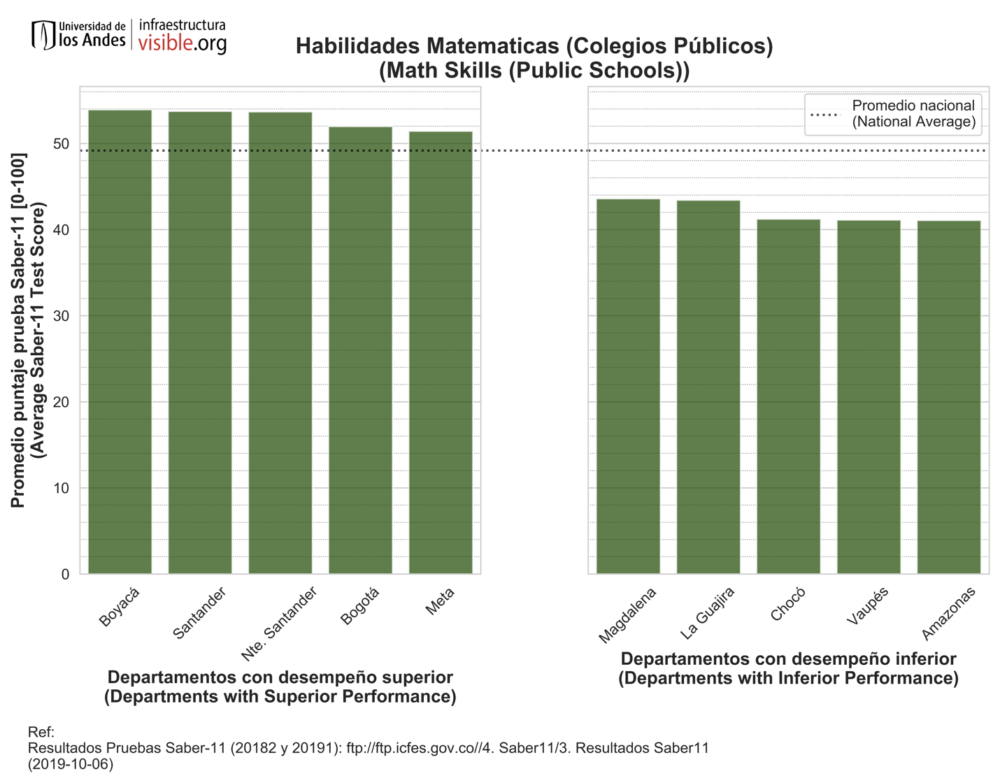 Universidad de
los Andes
infraestructura
visible.org
Habilidades Matematicas (Colegios Públicos)
(Math Skills (Public Schools))
Promedio nacional
(National Average)
Promedio puntaje prueba Saber-11 [0-100]
(Average Saber-11 Test Score)
50
40
30
20
10
0
Boyacá
Santander
Nte. Santander
Bogotá
Meta
Magdalena
La Guajira
Chocó
Vaupés
Amazonas
Departamentos con desempeño superior
(Departments with Superior Performance)
Departamentos con desempeño inferior
(Departments with Inferior Performance)
Ref:
Resultados Pruebas Saber-11 (20182 y 20191): ftp://ftp.icfes.gov.co//4. Saber11/3. Resultados Saber11
(2019-10-06)